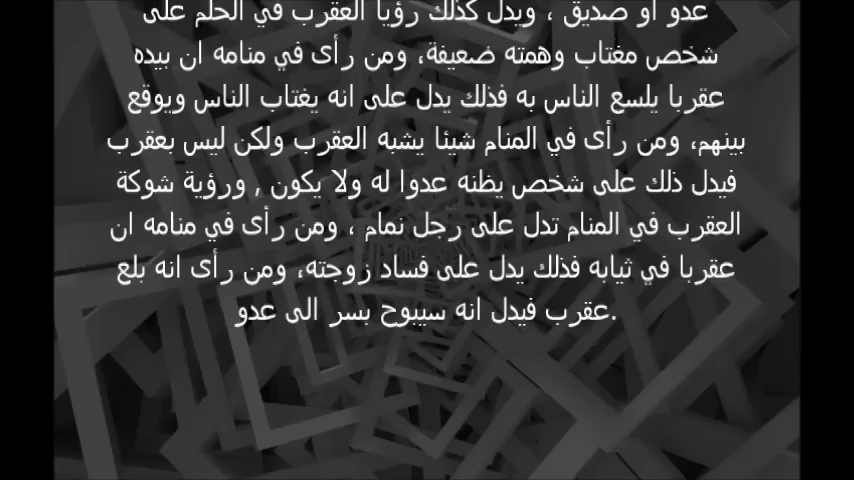 عدو او صديق ، ويدل كذلك رؤيا العقرب في الحلم على
شخص مغتاب وهمته ضعيفة، ومن رأى في منامه ان بيده
عقربا يلسع الناس به فذلك يدل على انه يغتاب الناس ويوقع
بينهم، ومن رأى في المنام شيئا يشبه العقرب ولكن ليس بعقرب
فيدل ذلك على شخص يظنه عدوا له ولا يكون , ورؤية شوكة
العقرب في المنام تدل على رجل نمام ، ومن رأى في منامه ان
عقربا في ثيابه فذلك يدل على فساد زوجته، ومن رأى انه بلع
عقرب فيدل انه سيبوح بسر الى عدو.